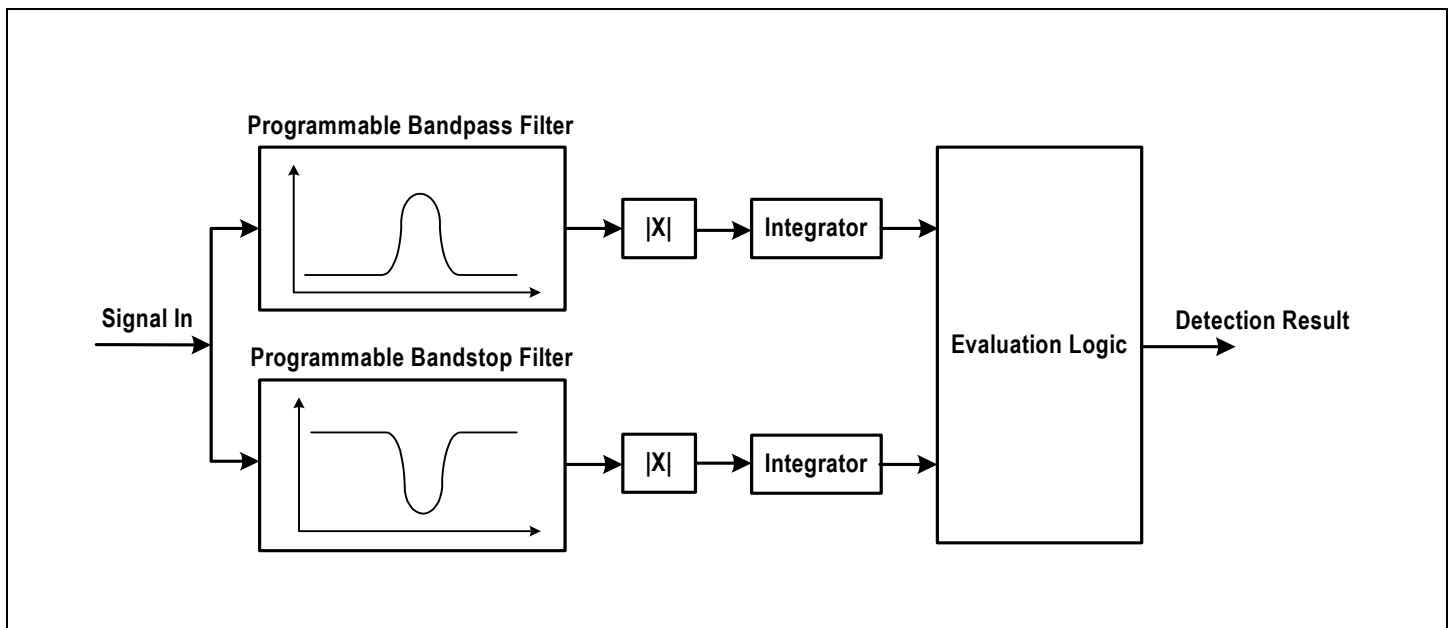 Programmable Bandpass Filter
|X|
Integrator
Signal In
Programmable Bandstop Filter
|X|
Integrator
Evaluation Logic
Detection Result